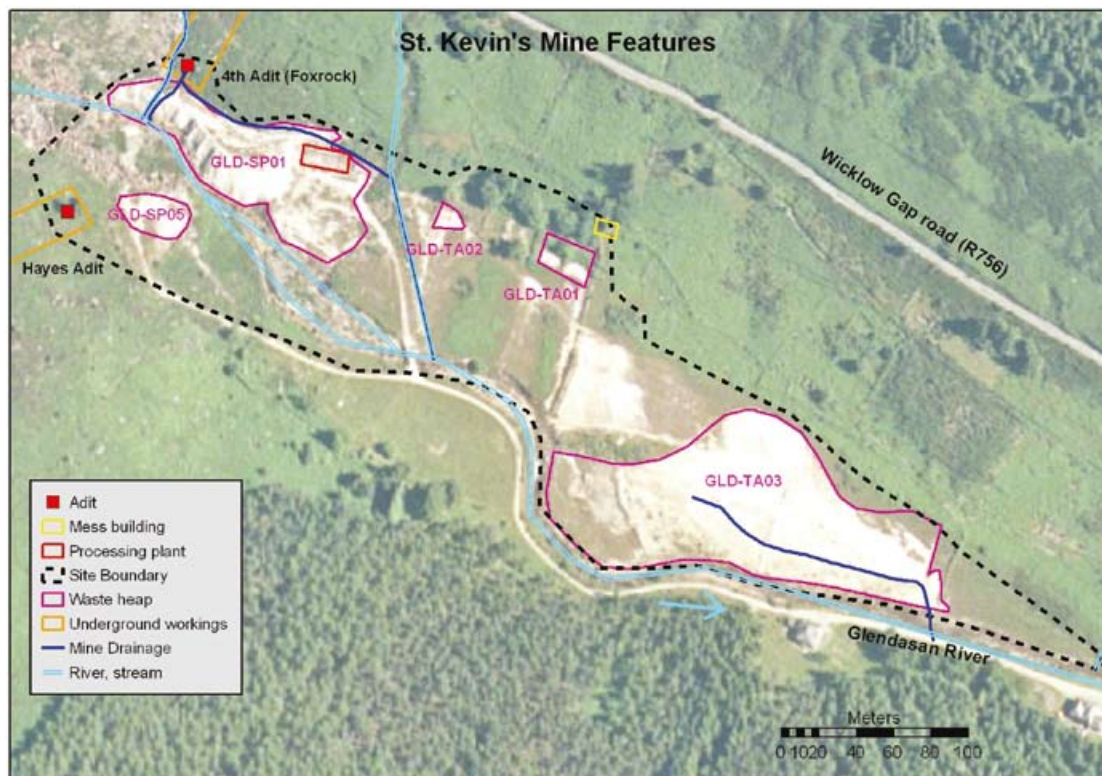 St. Kevin's Mine Features
4th Adit (Foxrock)
GLD-SP01
Wicklow Gap road (R756)
GLD-SP05
GLD-TA02
Hayes Adit
GLD-TA01
GLD-TA03
Adit
Mess building
Processing plant
Site Boundary
Waste heap
Underground workings
Mine Drainage
River, stream
Glendasan River
Meters
0 10 20 40 60 80 100